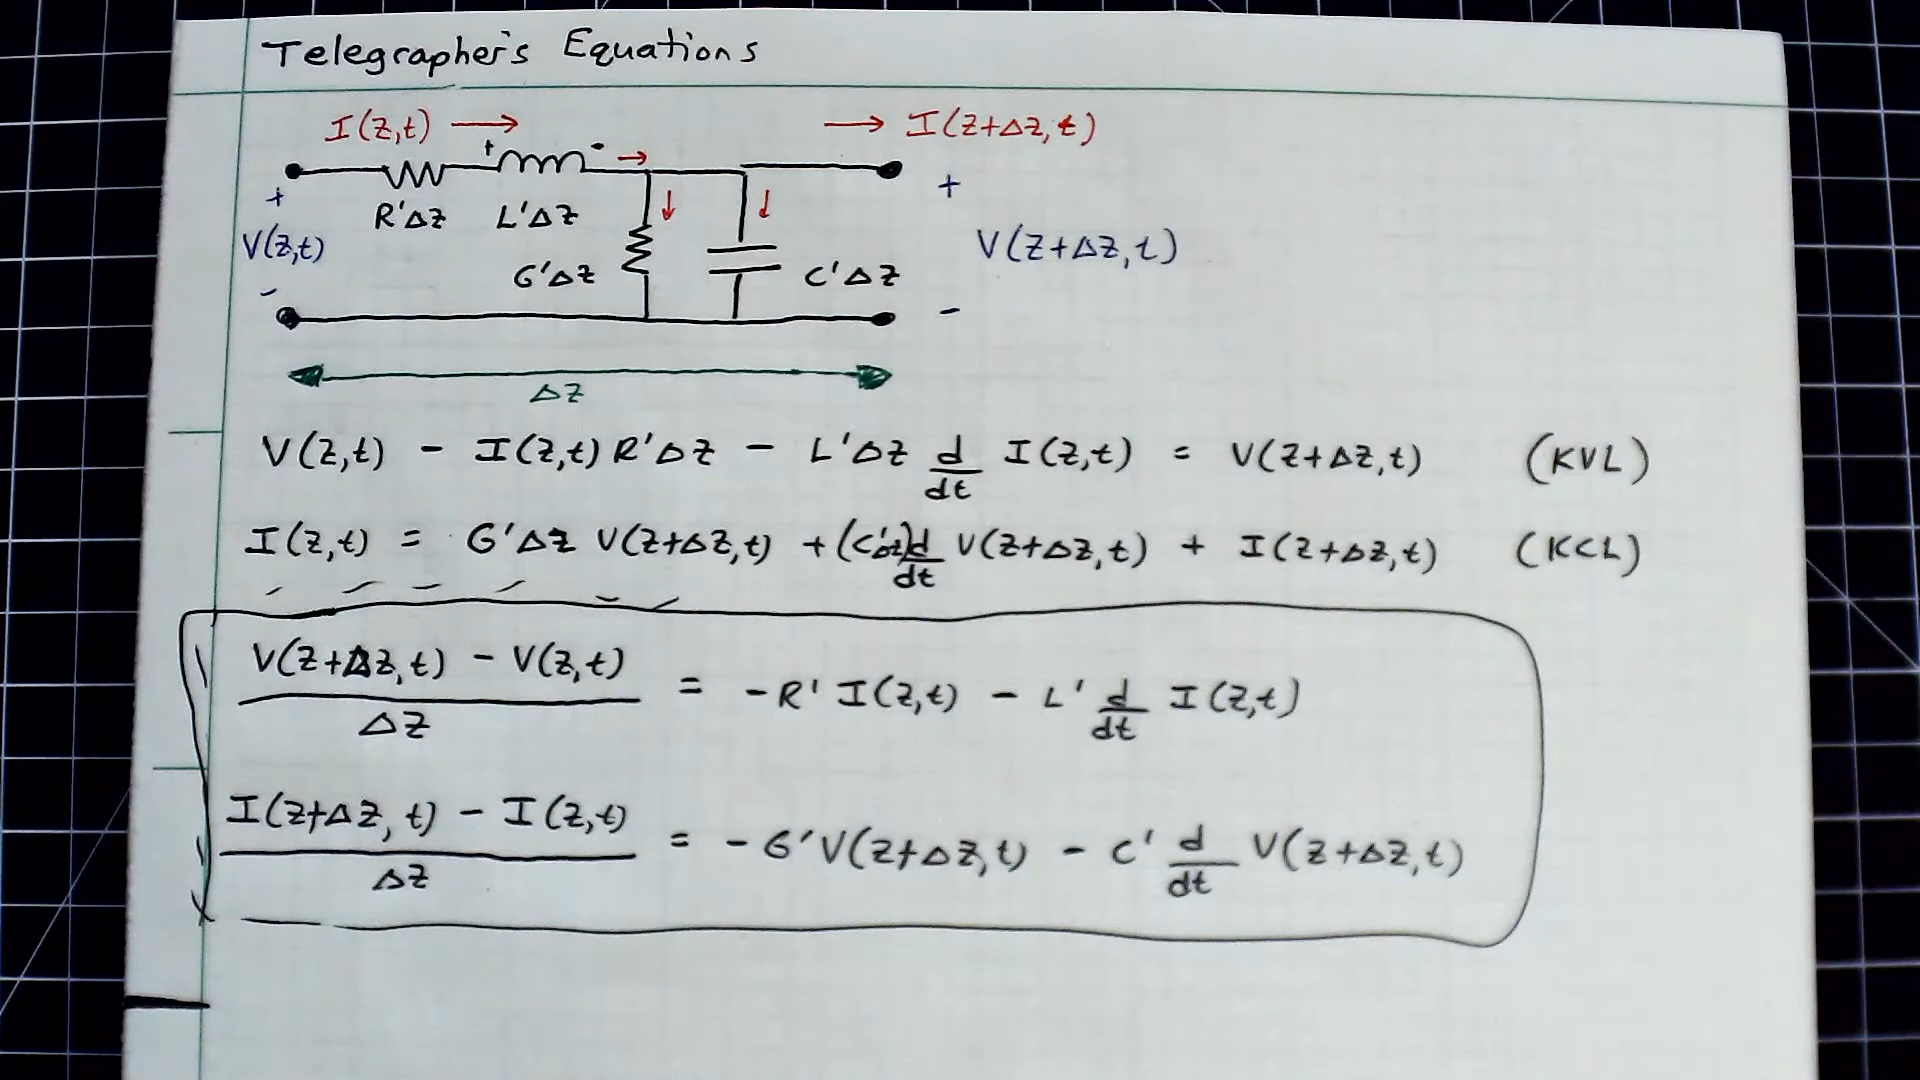 Telegrapher's Equations
I(z,t) → → I(z+Δz,t)
+ - →
+ R'Δz L'Δz ↓ ↓ +
V(z,t) G'Δz C'Δz V(z+Δz,t)
- -
Δz
V(z,t) - I(z,t) R'Δz - L'Δz d/dt I(z,t) = V(z+Δz,t) (KVL)
I(z,t) = G'Δz V(z+Δz,t) + (C'Δz) d/dt V(z+Δz,t) + I(z+Δz,t) (KCL)
V(z+Δz,t) - V(z,t)
Δz
= -R' I(z,t) - L' d/dt I(z,t)
I(z+Δz,t) - I(z,t)
Δz
= -G'V(z+Δz,t) - C' d/dt V(z+Δz,t)